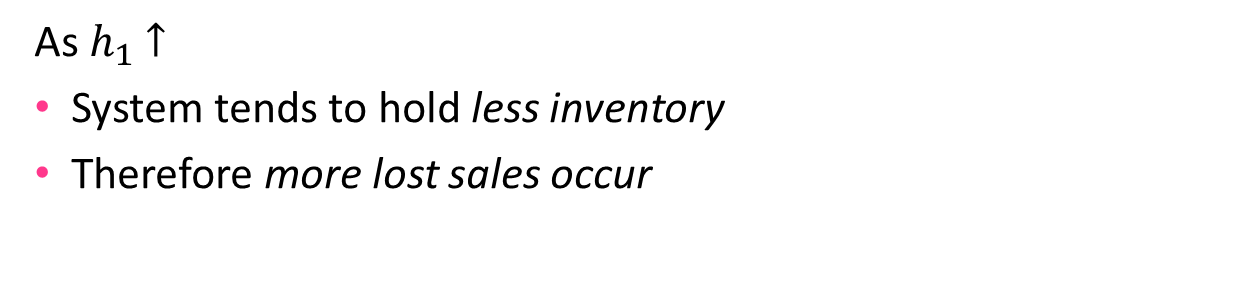 As ℎ₁ ↑
• System tends to hold less inventory
• Therefore more lost sales occur